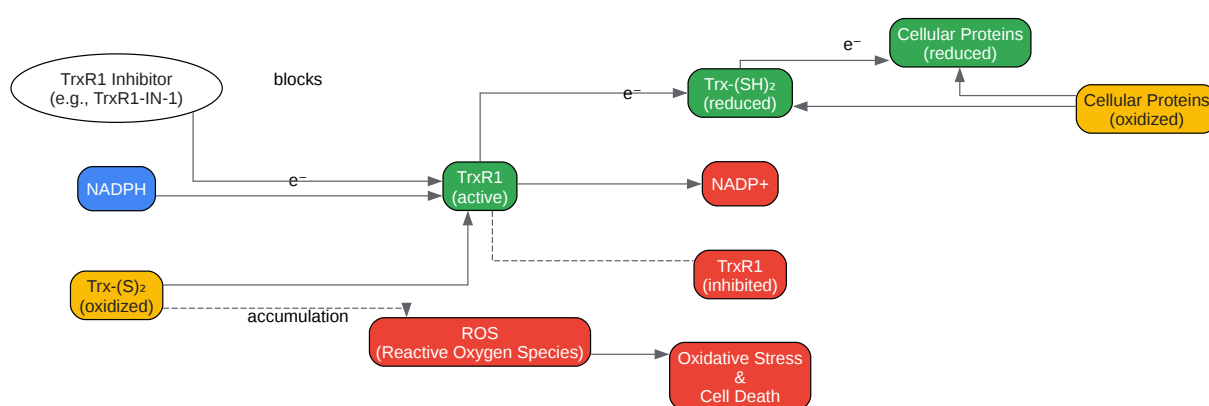 Cellular Proteins
(reduced)
e⁻
TrxR1 Inhibitor
(e.g., TrxR1-IN-1)
blocks
Trx-(SH)₂
(reduced)
e⁻
Cellular Proteins
(oxidized)
NADPH
e⁻
TrxR1
(active)
NADP+
Trx-(S)₂
(oxidized)
TrxR1
(inhibited)
accumulation
ROS
(Reactive Oxygen Species)
Oxidative Stress
&
Cell Death